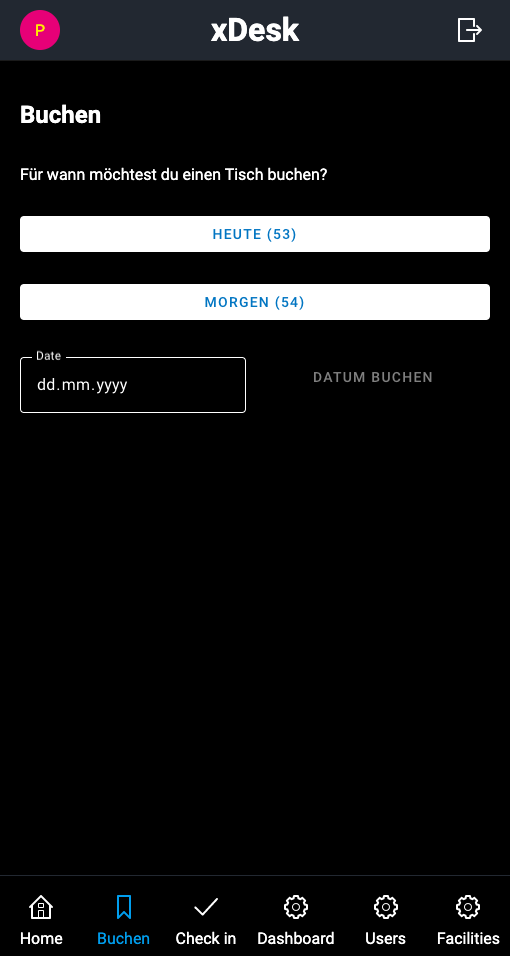 P
xDesk
Buchen
Für wann möchtest du einen Tisch buchen?
HEUTE (53)
MORGEN (54)
Date
dd.mm.yyyy
DATUM BUCHEN
Home
Buchen
Check in
Dashboard
Users
Facilities